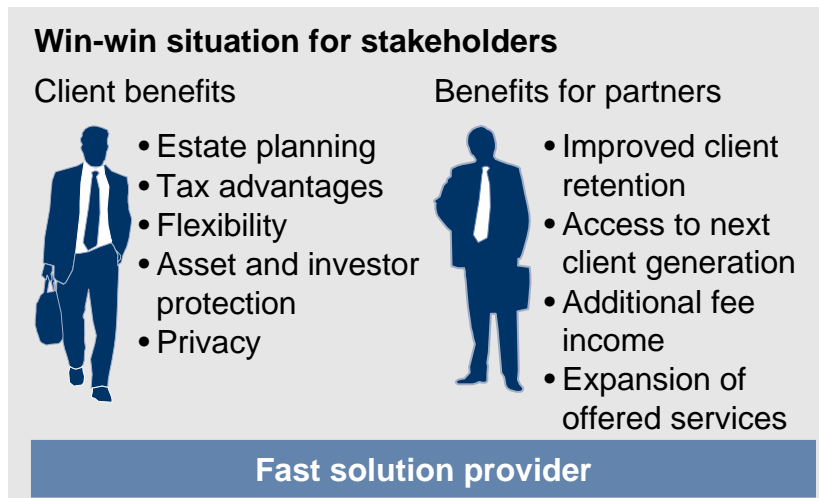 Win-win situation for stakeholders
Client benefits
• Estate planning
• Tax advantages
• Flexibility
• Asset and investor
protection
• Privacy
Benefits for partners
• Improved client
retention
• Access to next
client generation
• Additional fee
income
• Expansion of
offered services
Fast solution provider